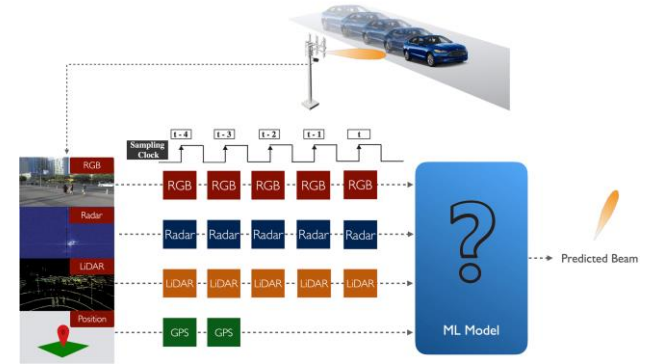 t - 4 t - 3 t - 2 t - 1 t
Sampling
Clock
RGB
RGB RGB RGB RGB RGB
Radar
Radar Radar Radar Radar Radar
LiDAR
LiDAR LiDAR LiDAR LiDAR LiDAR
Position
GPS GPS
?
ML Model
Predicted Beam